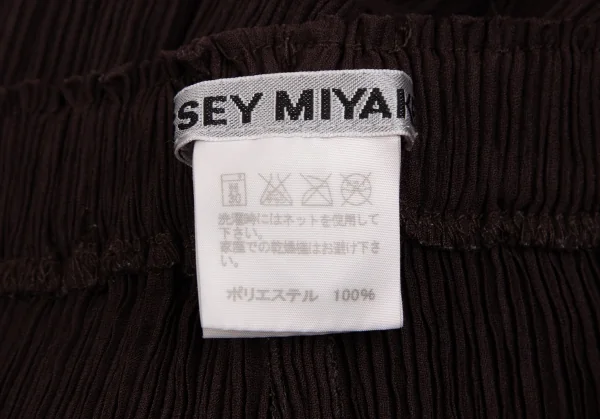 SEY MIYAK
弱
30
洗濯時にはネットを使用して
下さい。
家庭での乾燥機はお避け下さ
い。
ポリエステル 100%